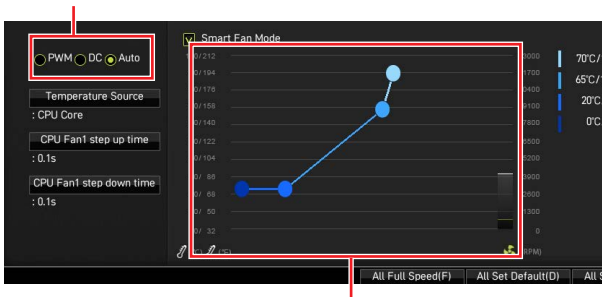 PWM DC Auto
Smart Fan Mode
Temperature Source
: CPU Core
CPU Fan1 step up time
: 0.1s
CPU Fan1 step down time
: 0.1s
0/212
0/194
0/176
0/158
0/140
0/122
0/104
0/ 86
0/ 68
0/ 50
0/ 32
(°F)
3000
1700
0400
9100
7800
6500
5200
3900
2600
1300
0
(RPM)
70°C/
65°C/
20°C
0°C
All Full Speed(F)
All Set Default(D)
All S